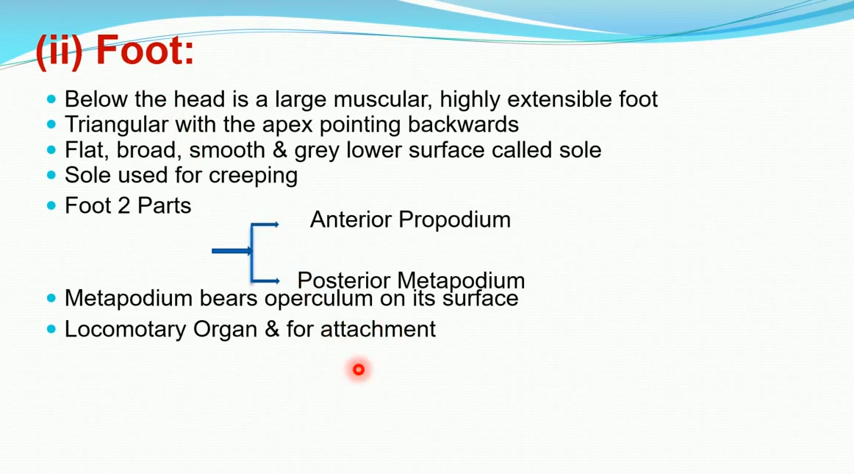 (ii) Foot:
Below the head is a large muscular, highly extensible foot
Triangular with the apex pointing backwards
Flat, broad, smooth & grey lower surface called sole
Sole used for creeping
Foot 2 Parts
Anterior Propodium
Posterior Metapodium
Metapodium bears operculum on its surface
Locomotary Organ & for attachment